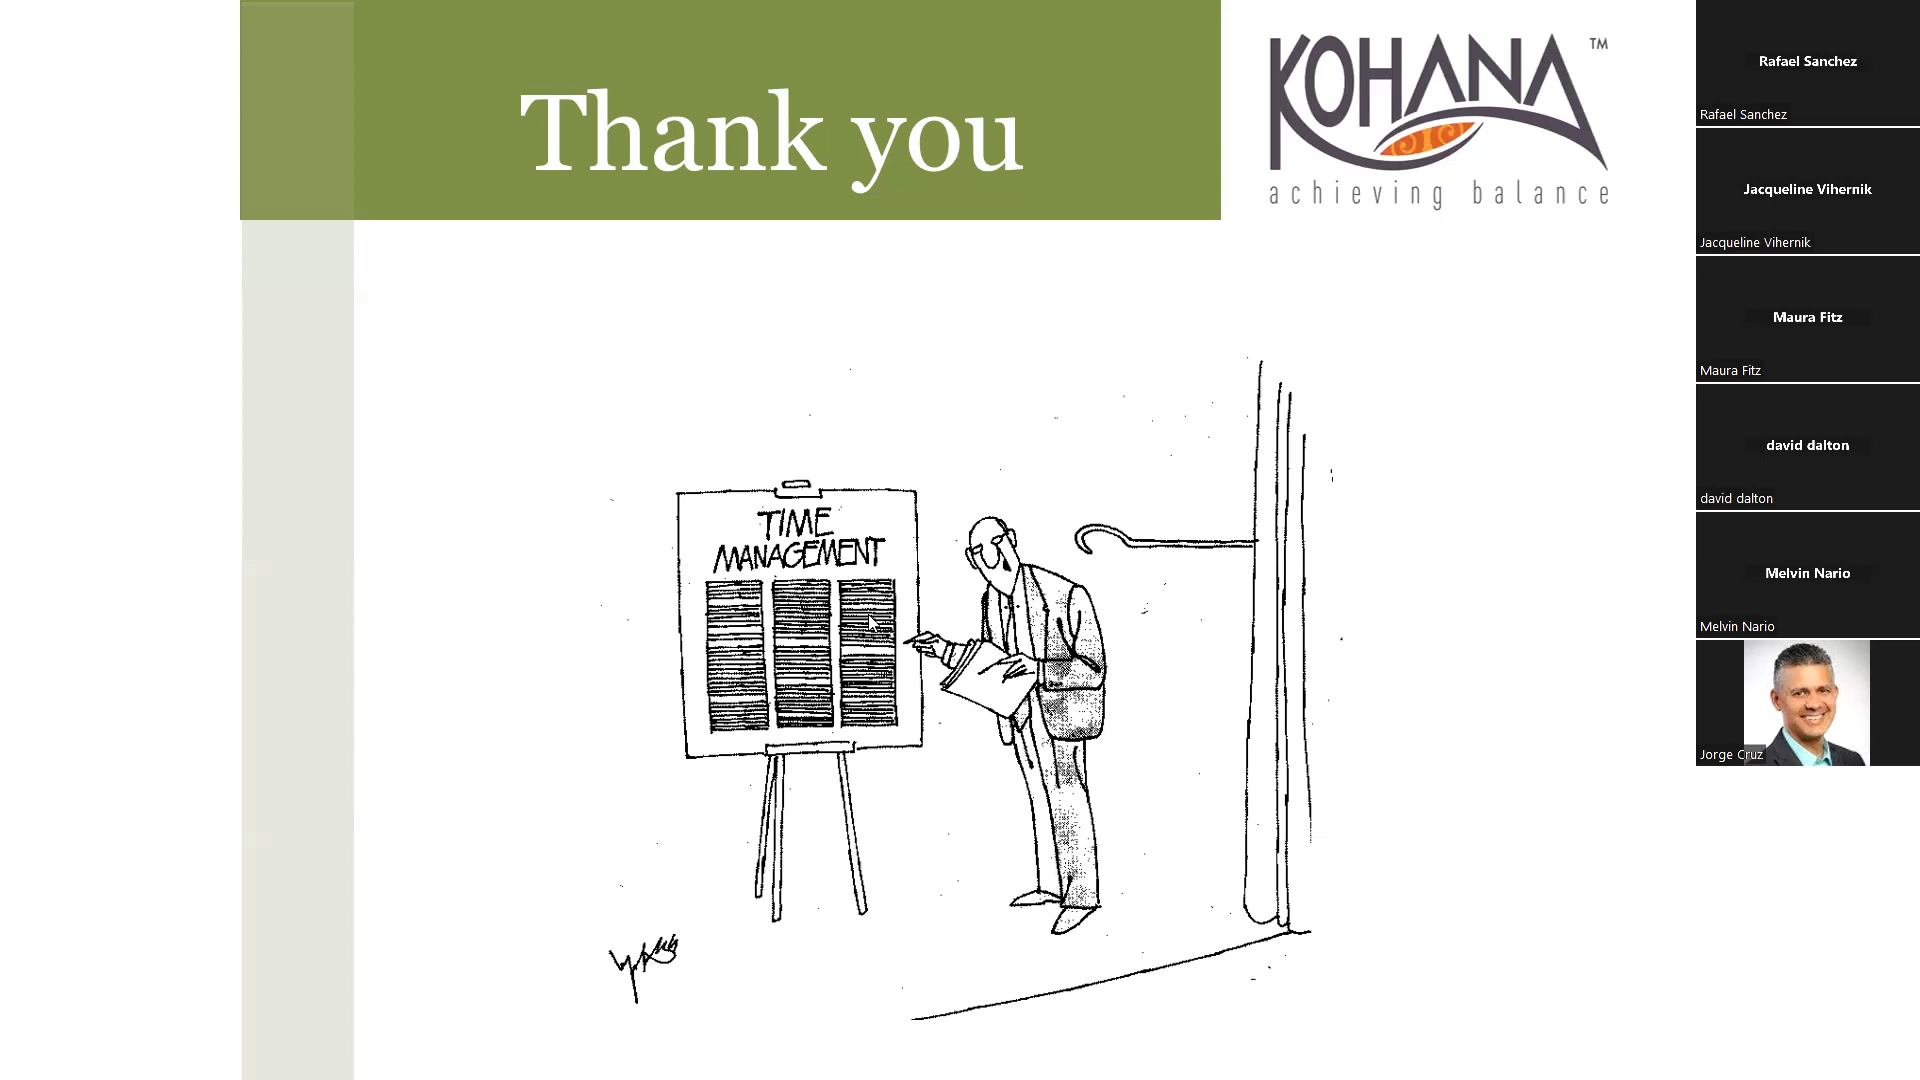 Thank you
KOHANA™
achieving balance
TIME
MANAGEMENT
Rafael Sanchez
Rafael Sanchez
Jacqueline Vihernik
Jacqueline Vihernik
Maura Fitz
Maura Fitz
david dalton
david dalton
Melvin Nario
Melvin Nario
Jorge Cruz